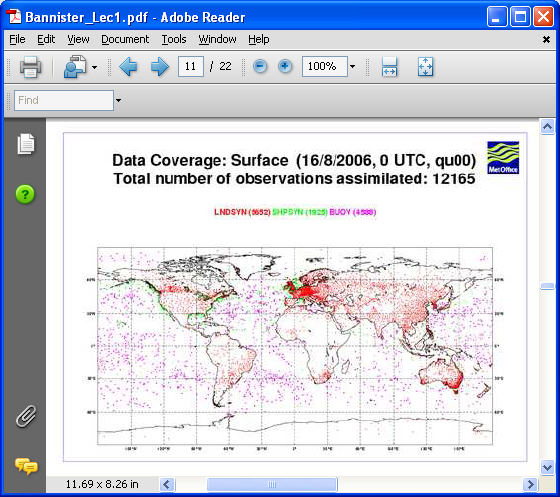 Bannister_Lec1.pdf - Adobe Reader
File Edit View Document Tools Window Help
11 / 22 100%
Find
Data Coverage: Surface (16/8/2006, 0 UTC, qu00)
Total number of observations assimilated: 12165
MetOffice
LNDSYN (5652) SHPSYN (1925) BUOY (4588)
11.69 x 8.26 in